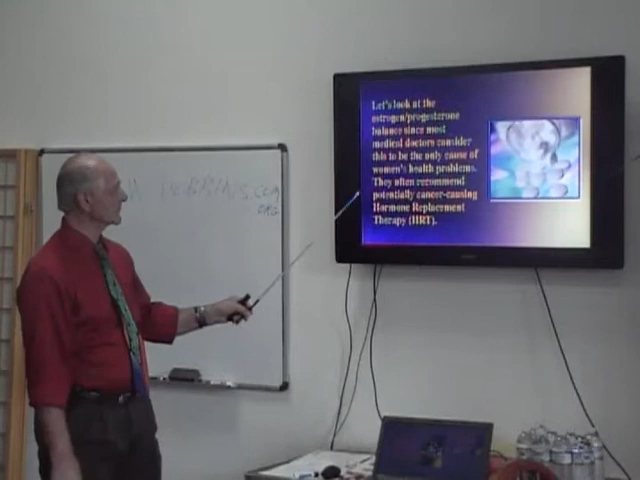 Let's look at the
estrogen/progesterone
balance since most
medical doctors consider
this to be the only cause of
women's health problems.
They often recommend
potentially cancer-causing
Hormone Replacement
Therapy (HRT).